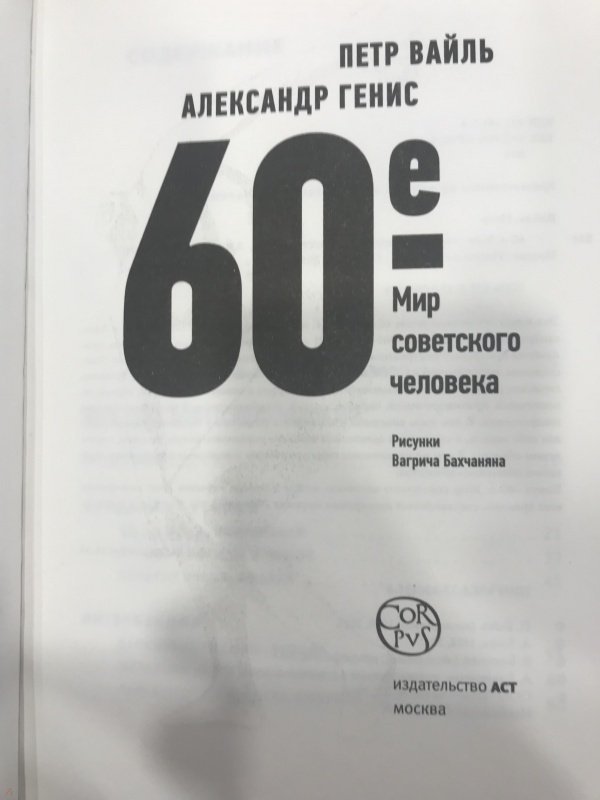 ПЕТР ВАЙЛЬ
АЛЕКСАНДР ГЕНИС
60е
Мир
советского
человека
Рисунки
Вагрича Бахчаняна
COR
PVS
издательство АСТ
москва